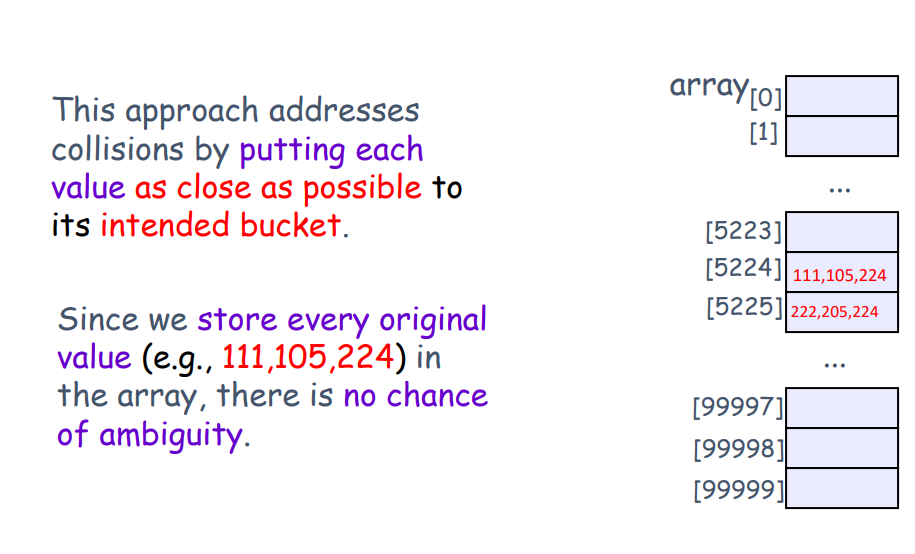 This approach addresses
collisions by putting each
value as close as possible to
its intended bucket.
Since we store every original
value (e.g., 111,105,224) in
the array, there is no chance
of ambiguity.
array[0]
[1]
...
[5223]
[5224] 111,105,224
[5225] 222,205,224
...
[99997]
[99998]
[99999]